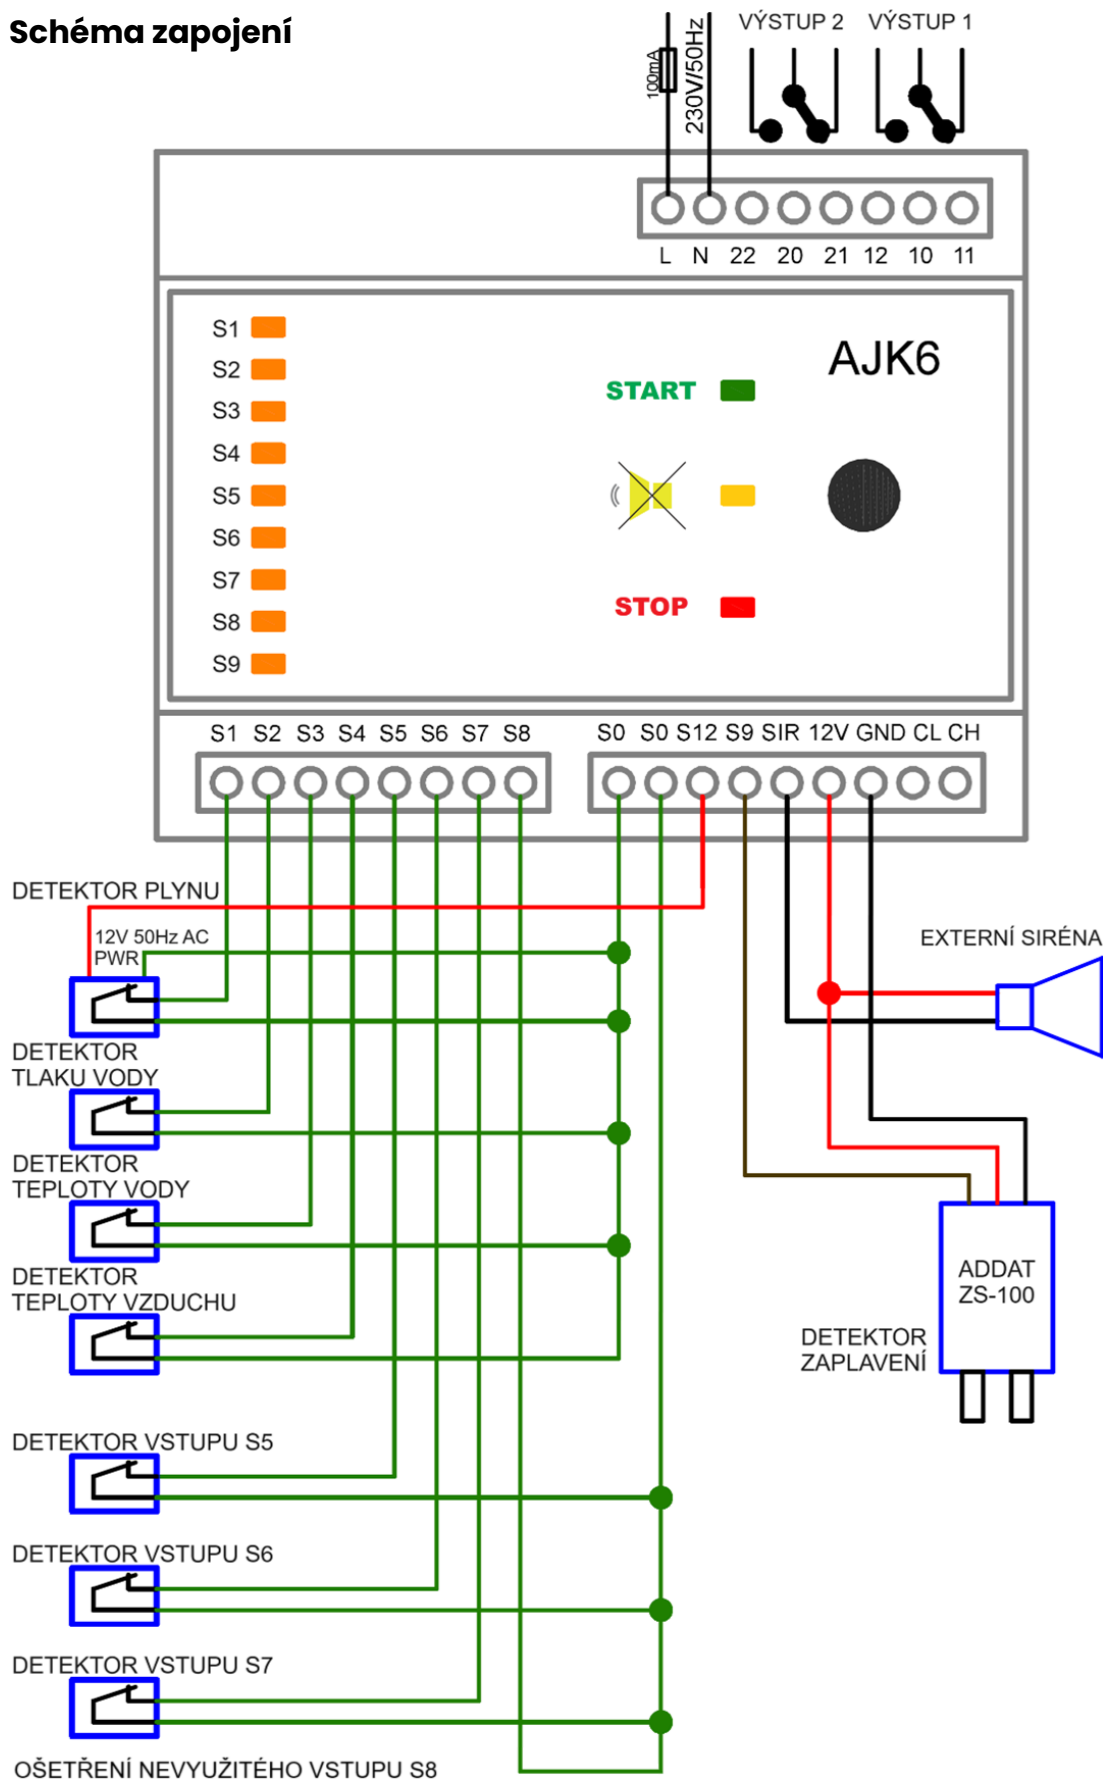 Schéma zapojení
VÝSTUP 2 VÝSTUP 1
100mA
230V/50Hz
L N 22 20 21 12 10 11
S1
S2
S3
S4
S5
S6
S7
S8
S9
AJK6
START
STOP
S1 S2 S3 S4 S5 S6 S7 S8 S0 S0 S12 S9 SIR 12V GND CL CH
DETEKTOR PLYNU
12V 50Hz AC
PWR
EXTERNÍ SIRÉNA
DETEKTOR
TLAKU VODY
DETEKTOR
TEPLOTY VODY
DETEKTOR
TEPLOTY VZDUCHU
ADDAT
ZS-100
DETEKTOR
ZAPLAVENÍ
DETEKTOR VSTUPU S5
DETEKTOR VSTUPU S6
DETEKTOR VSTUPU S7
OŠETŘENÍ NEVYUŽITÉHO VSTUPU S8